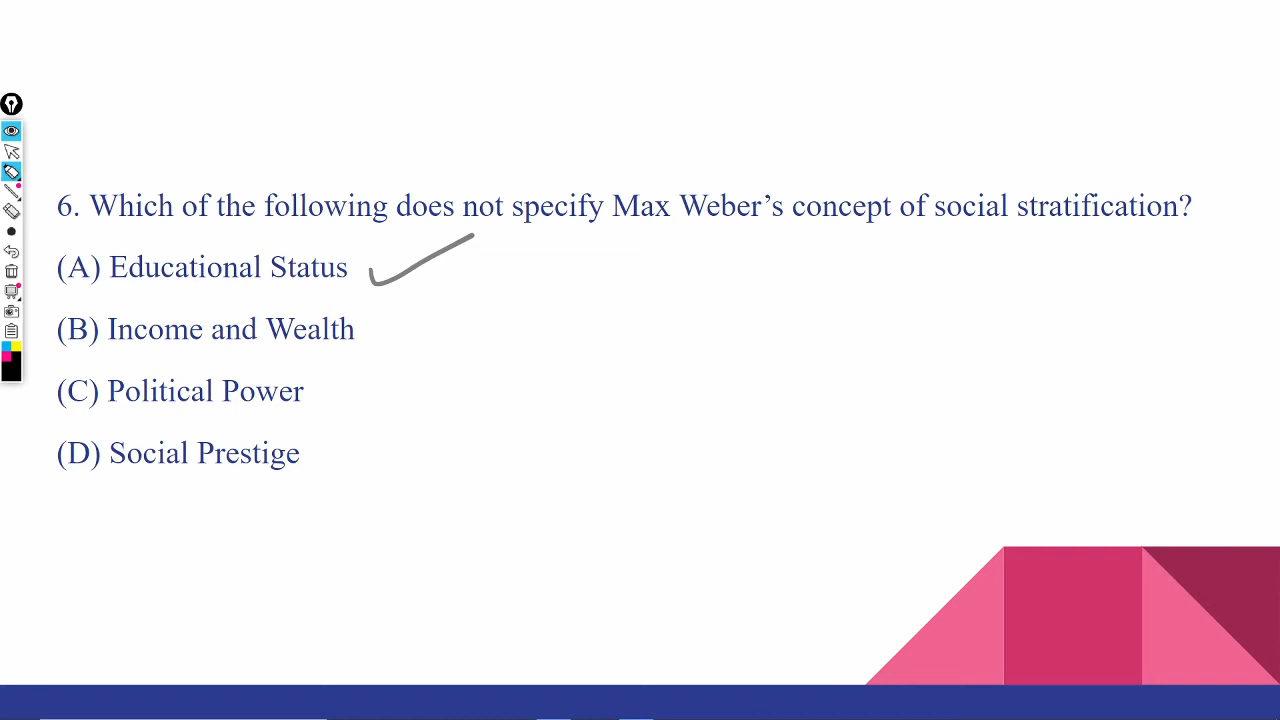 6. Which of the following does not specify Max Weber’s concept of social stratification?
(A) Educational Status
(B) Income and Wealth
(C) Political Power
(D) Social Prestige